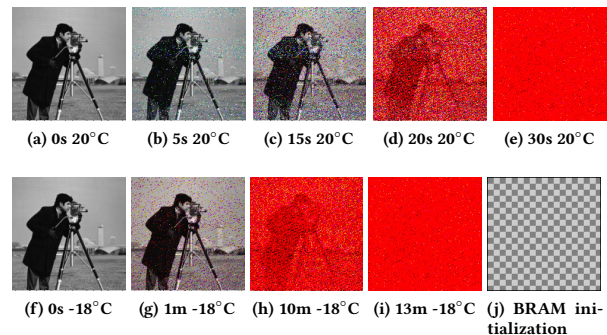 (a) 0s 20°C
(b) 5s 20°C
(c) 15s 20°C
(d) 20s 20°C
(e) 30s 20°C
(f) 0s -18°C
(g) 1m -18°C
(h) 10m -18°C
(i) 13m -18°C
(j) BRAM ini-
tialization